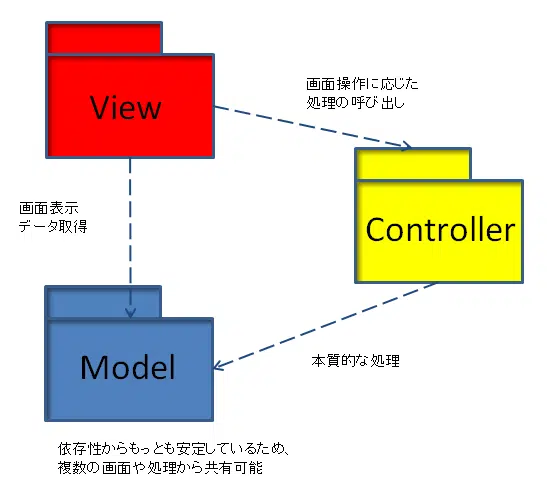 View
画面操作に応じた
処理の呼び出し
Controller
画面表示
データ取得
Model
本質的な処理
依存性からもっとも安定しているため、
複数の画面や処理から共有可能